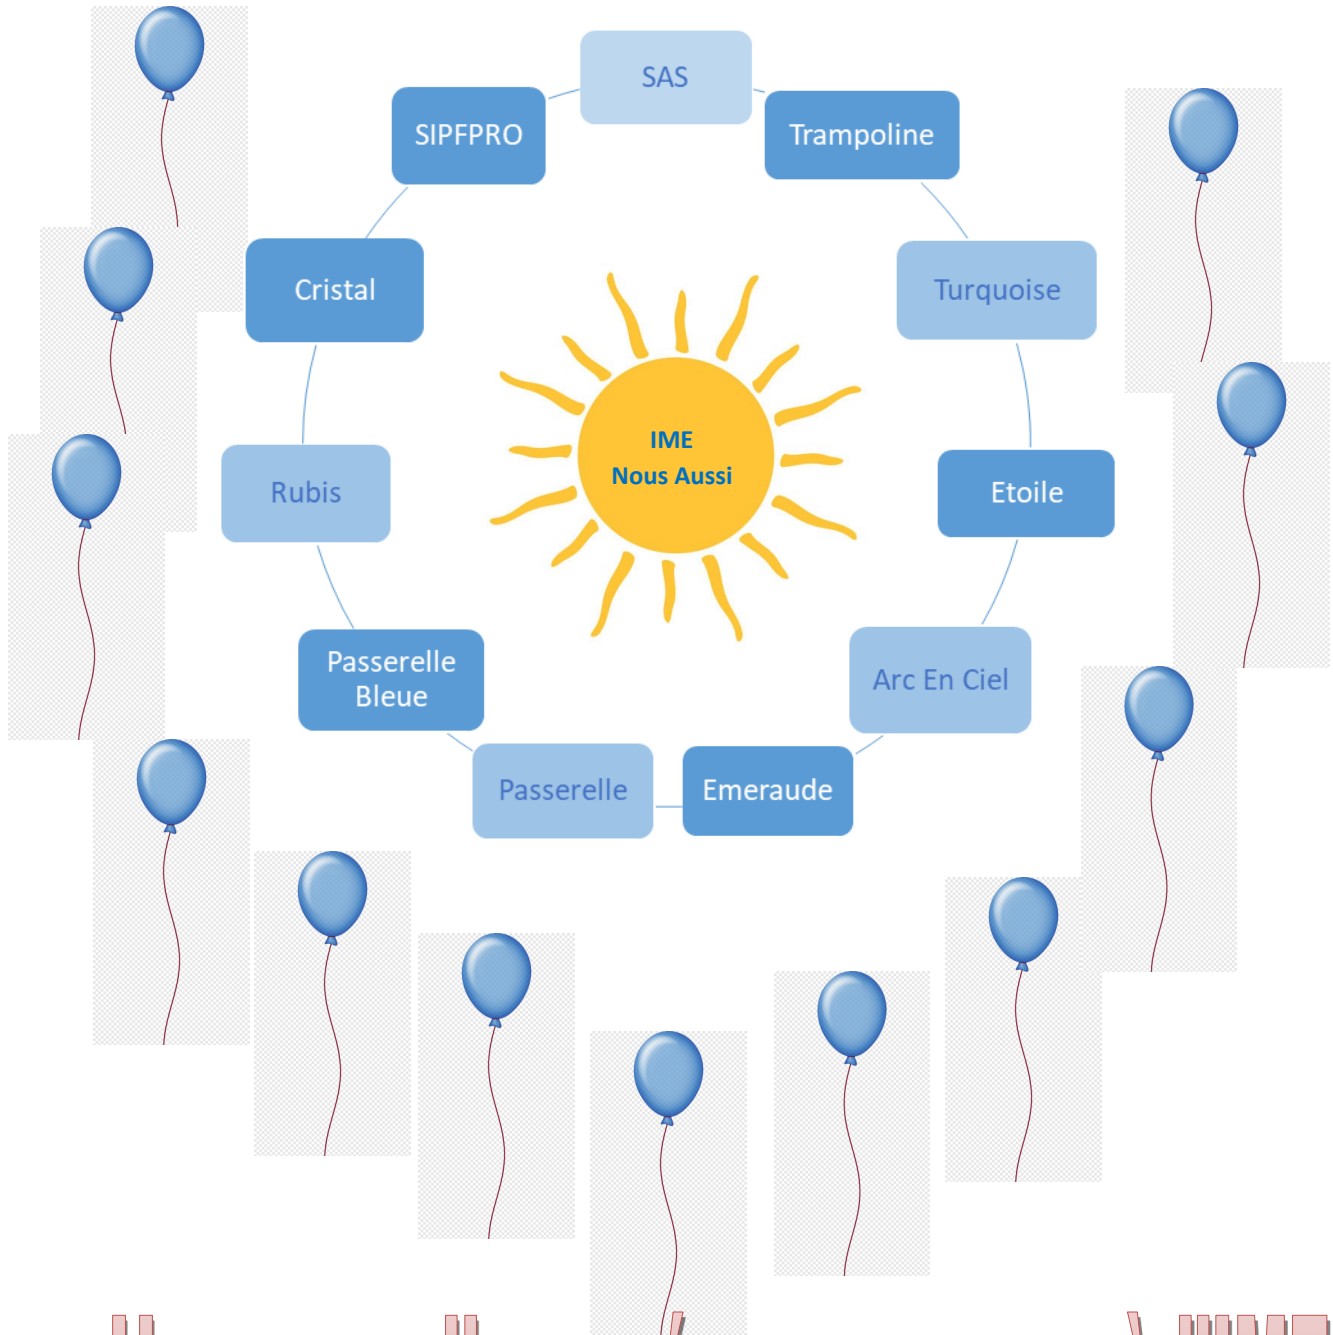 SAS
SIPFPRO
Trampoline
Cristal
Turquoise
IME
Nous Aussi
Rubis
Etoile
Passerelle
Bleue
Arc En Ciel
Passerelle
Emeraude